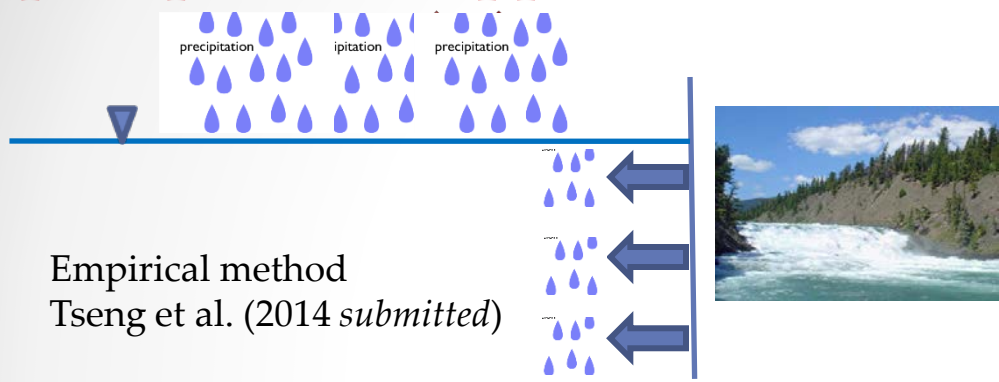 precipitation
ipitation
precipitation
Empirical method
Tseng et al. (2014 submitted)